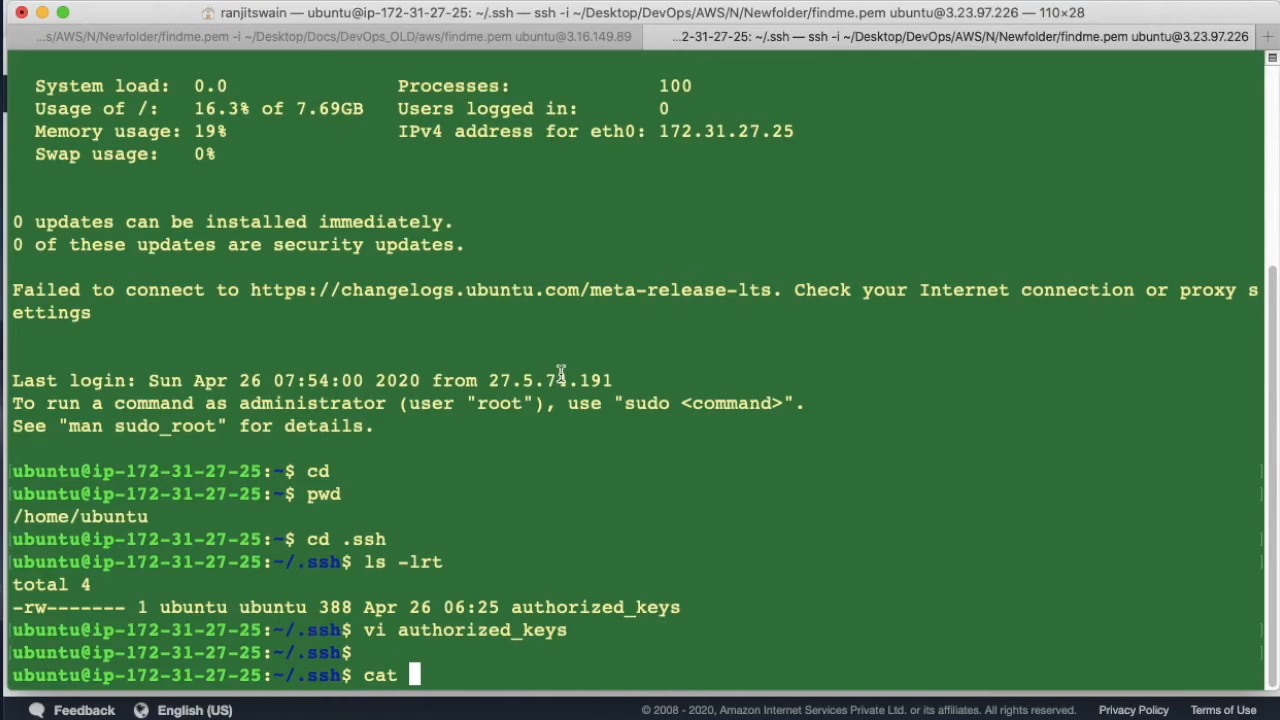 ranjitswain — ubuntu@ip-172-31-27-25: ~/.ssh — ssh -i ~/Desktop/DevOps/AWS/N/Newfolder/findme.pem ubuntu@3.23.97.226 — 110×28
...s/AWS/N/Newfolder/findme.pem -i ~/Desktop/Docs/DevOps_OLD/aws/findme.pem ubuntu@3.16.149.89
...2-31-27-25: ~/.ssh — ssh -i ~/Desktop/DevOps/AWS/N/Newfolder/findme.pem ubuntu@3.23.97.226 +
System load: 0.0 Processes: 100
Usage of /: 16.3% of 7.69GB Users logged in: 0
Memory usage: 19% IPv4 address for eth0: 172.31.27.25
Swap usage: 0%
0 updates can be installed immediately.
0 of these updates are security updates.
Failed to connect to https://changelogs.ubuntu.com/meta-release-lts. Check your Internet connection or proxy s
ettings
Last login: Sun Apr 26 07:54:00 2020 from
To run a command as administrator (user "root"), use "sudo <command>".
See "man sudo_root" for details.
ubuntu@ip-172-31-27-25:~$ cd
ubuntu@ip-172-31-27-25:~$ pwd
/home/ubuntu
ubuntu@ip-172-31-27-25:~$ cd .ssh
ubuntu@ip-172-31-27-25:~/.ssh$ ls -lrt
total 4
-rw------- 1 ubuntu ubuntu 388 Apr 26 06:25 authorized_keys
ubuntu@ip-172-31-27-25:~/.ssh$ vi authorized_keys
ubuntu@ip-172-31-27-25:~/.ssh$
ubuntu@ip-172-31-27-25:~/.ssh$ cat
Feedback English (US) © 2008 - 2020, Amazon Internet Services Private Ltd. or its affiliates. All rights reserved. Privacy Policy Terms of Use